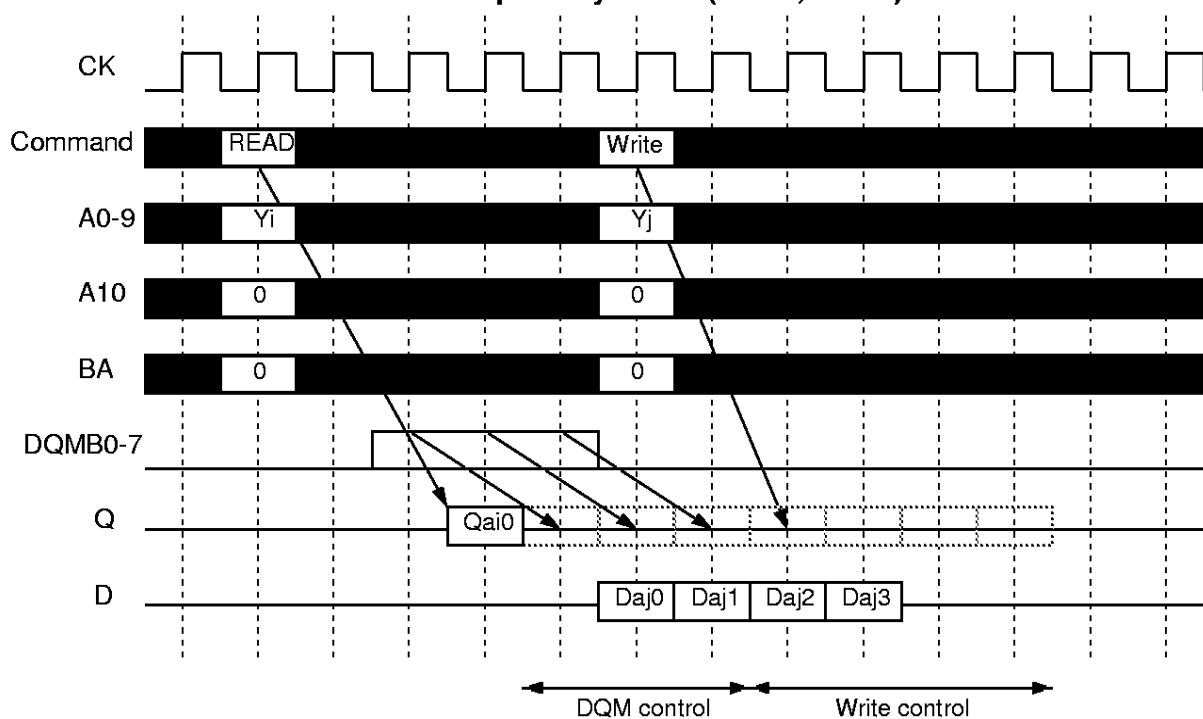 CK
Command READ Write
A0-9 Yi Yj
A10 0 0
BA 0 0
DQMB0-7
Q Qai0
D Daj0 Daj1 Daj2 Daj3
DQM control Write control